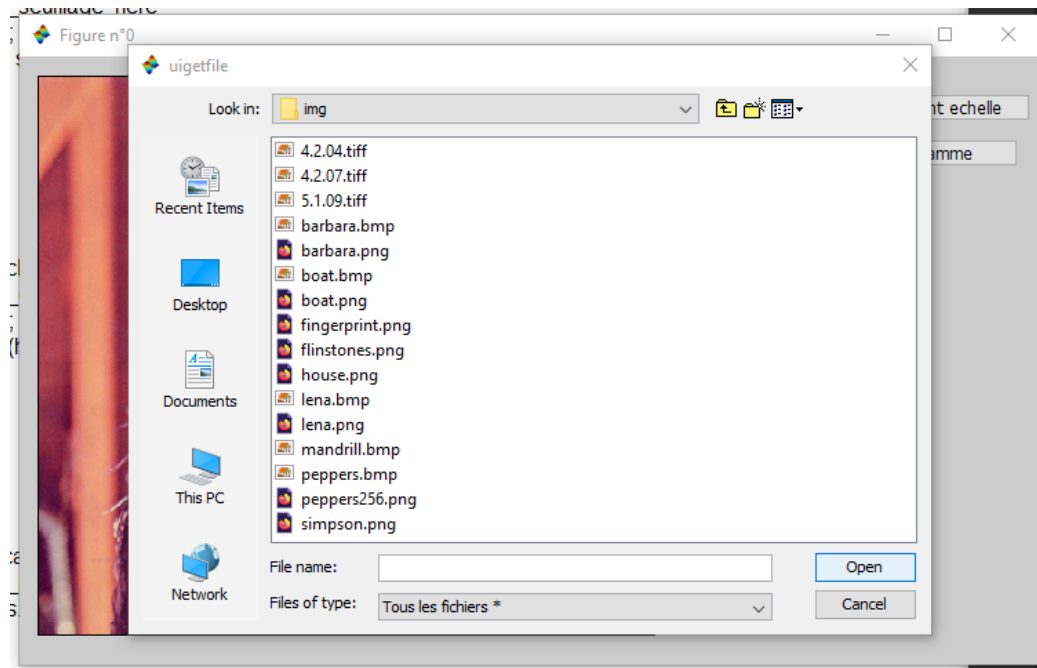 seuillage here
Figure n°0
uigetfile
Look in:
img
nt echelle
amme
4.2.04.tiff
4.2.07.tiff
5.1.09.tiff
barbara.bmp
barbara.png
boat.bmp
boat.png
fingerprint.png
flinstones.png
house.png
lena.bmp
lena.png
mandrill.bmp
peppers.bmp
peppers256.png
simpson.png
Recent Items
Desktop
Documents
This PC
Network
File name:
Open
Files of type:
Tous les fichiers *
Cancel